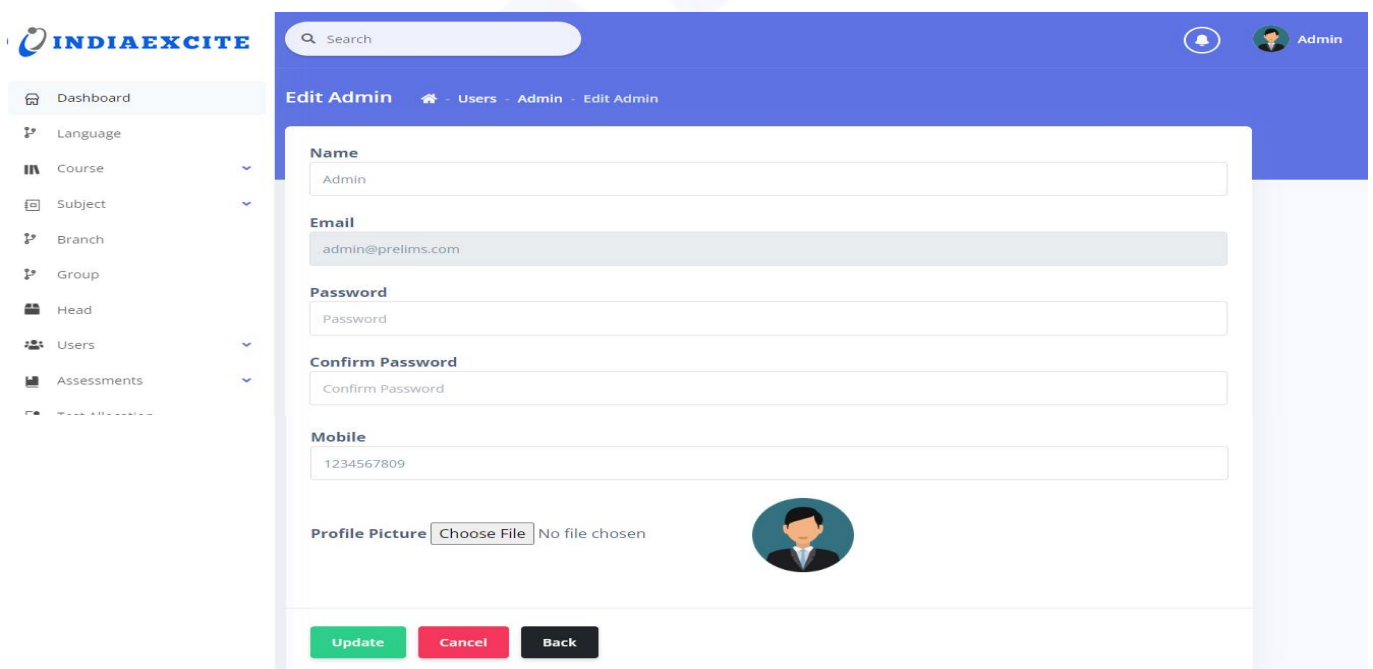 INDIAEXCITE
Search
Admin
Dashboard
Language
Course
Subject
Branch
Group
Head
Users
Assessments
Test Allocation
Edit Admin - Users - Admin - Edit Admin
Name
Admin
Email
admin@prelims.com
Password
Password
Confirm Password
Confirm Password
Mobile
1234567809
Profile Picture Choose File No file chosen
Update Cancel Back